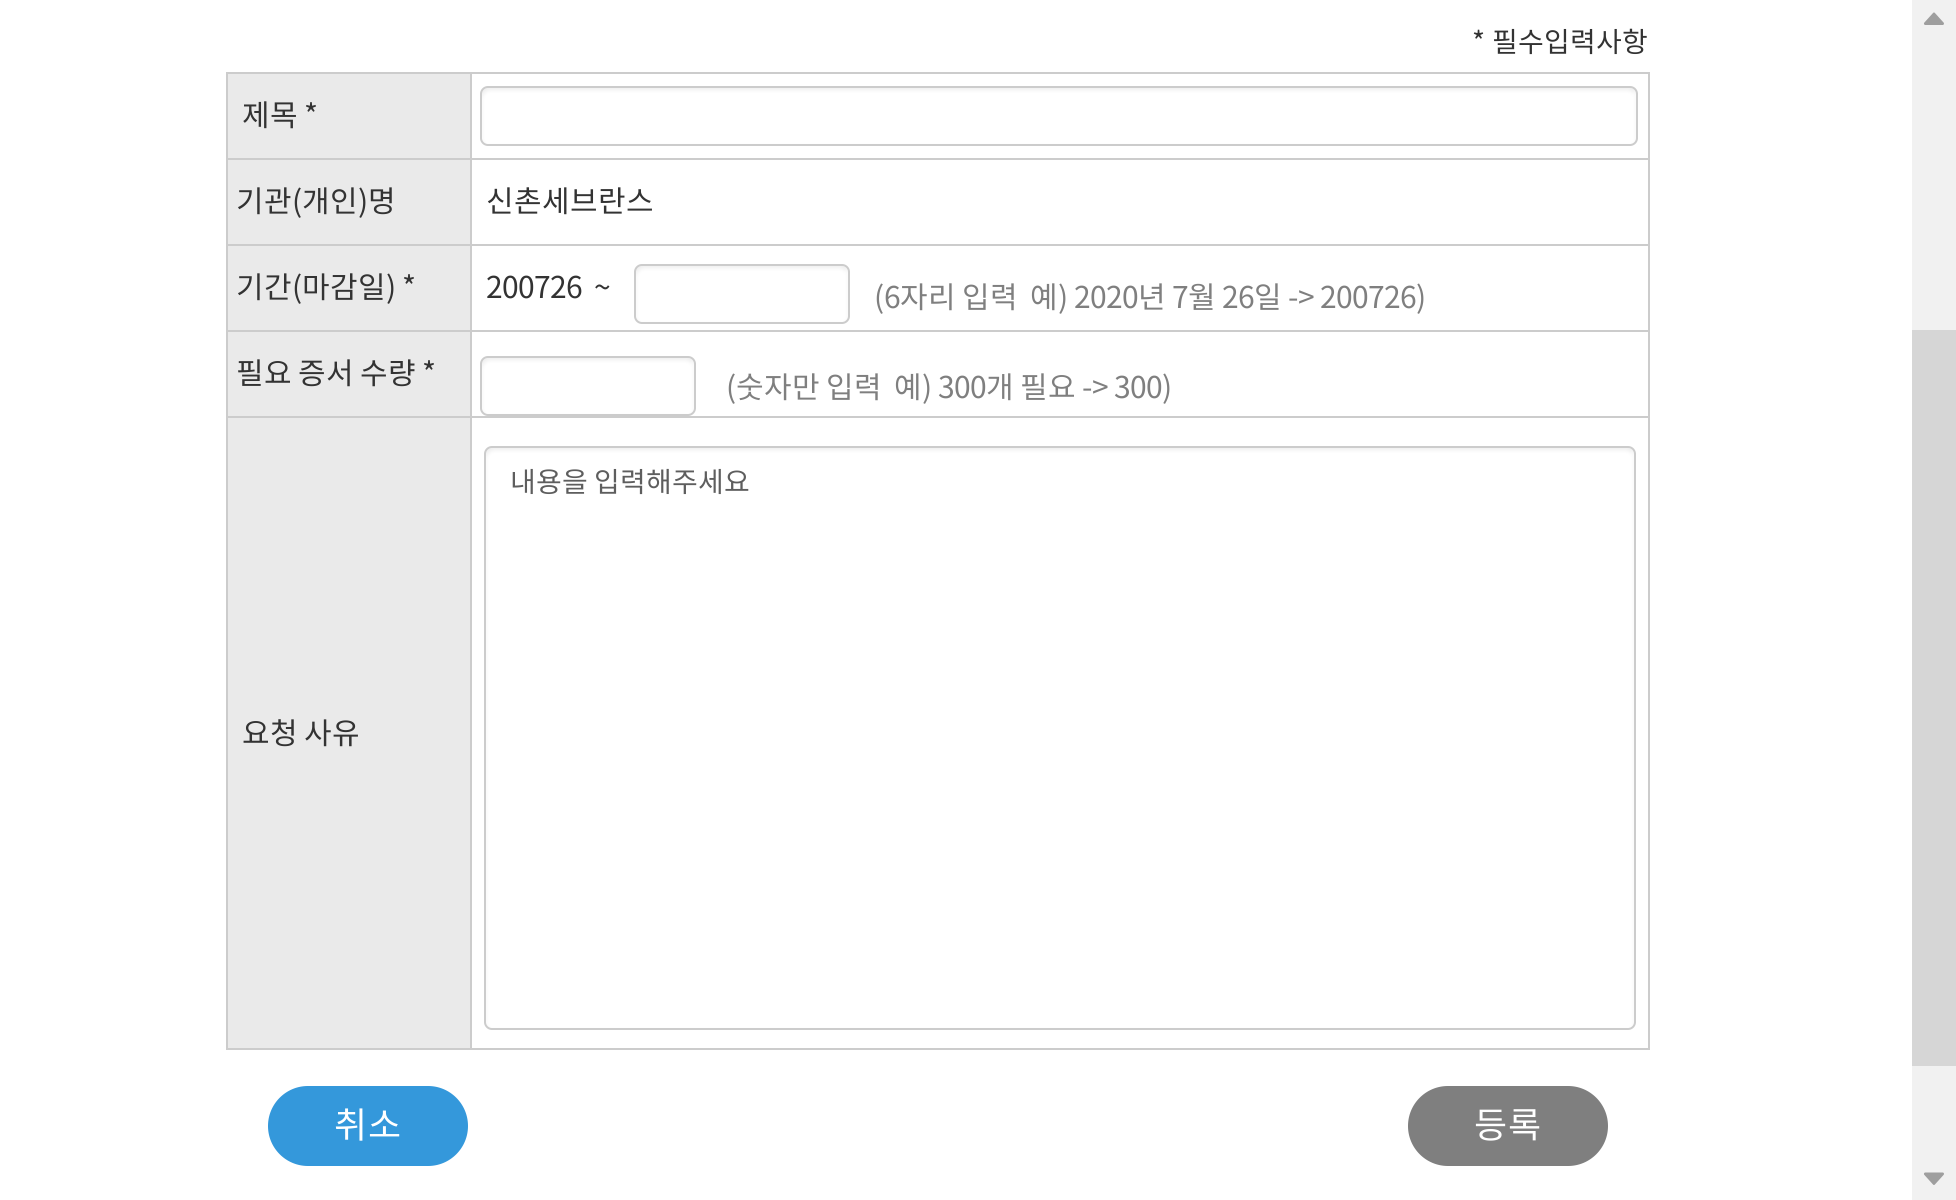 * 필수입력사항
제목 *
기관(개인)명 신촌세브란스
기간(마감일) * 200726 ~ (6자리 입력 예) 2020년 7월 26일 -> 200726)
필요 증서 수량 * (숫자만 입력 예) 300개 필요 -> 300)
내용을 입력해주세요
요청 사유
취소 등록